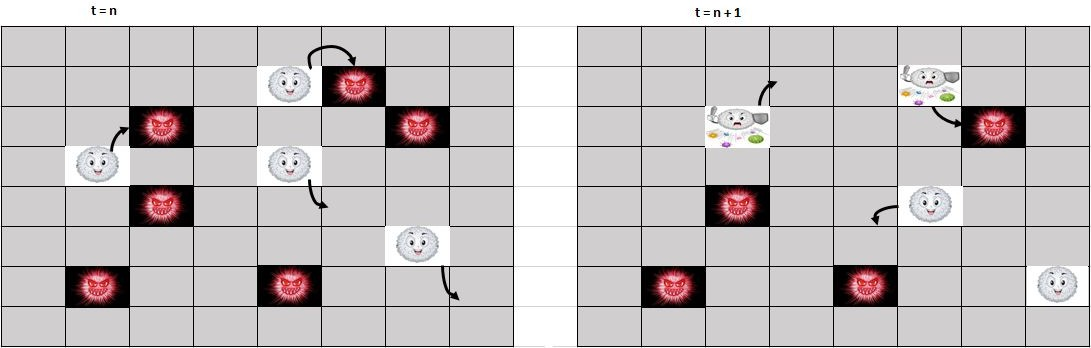 t = n
t = n + 1